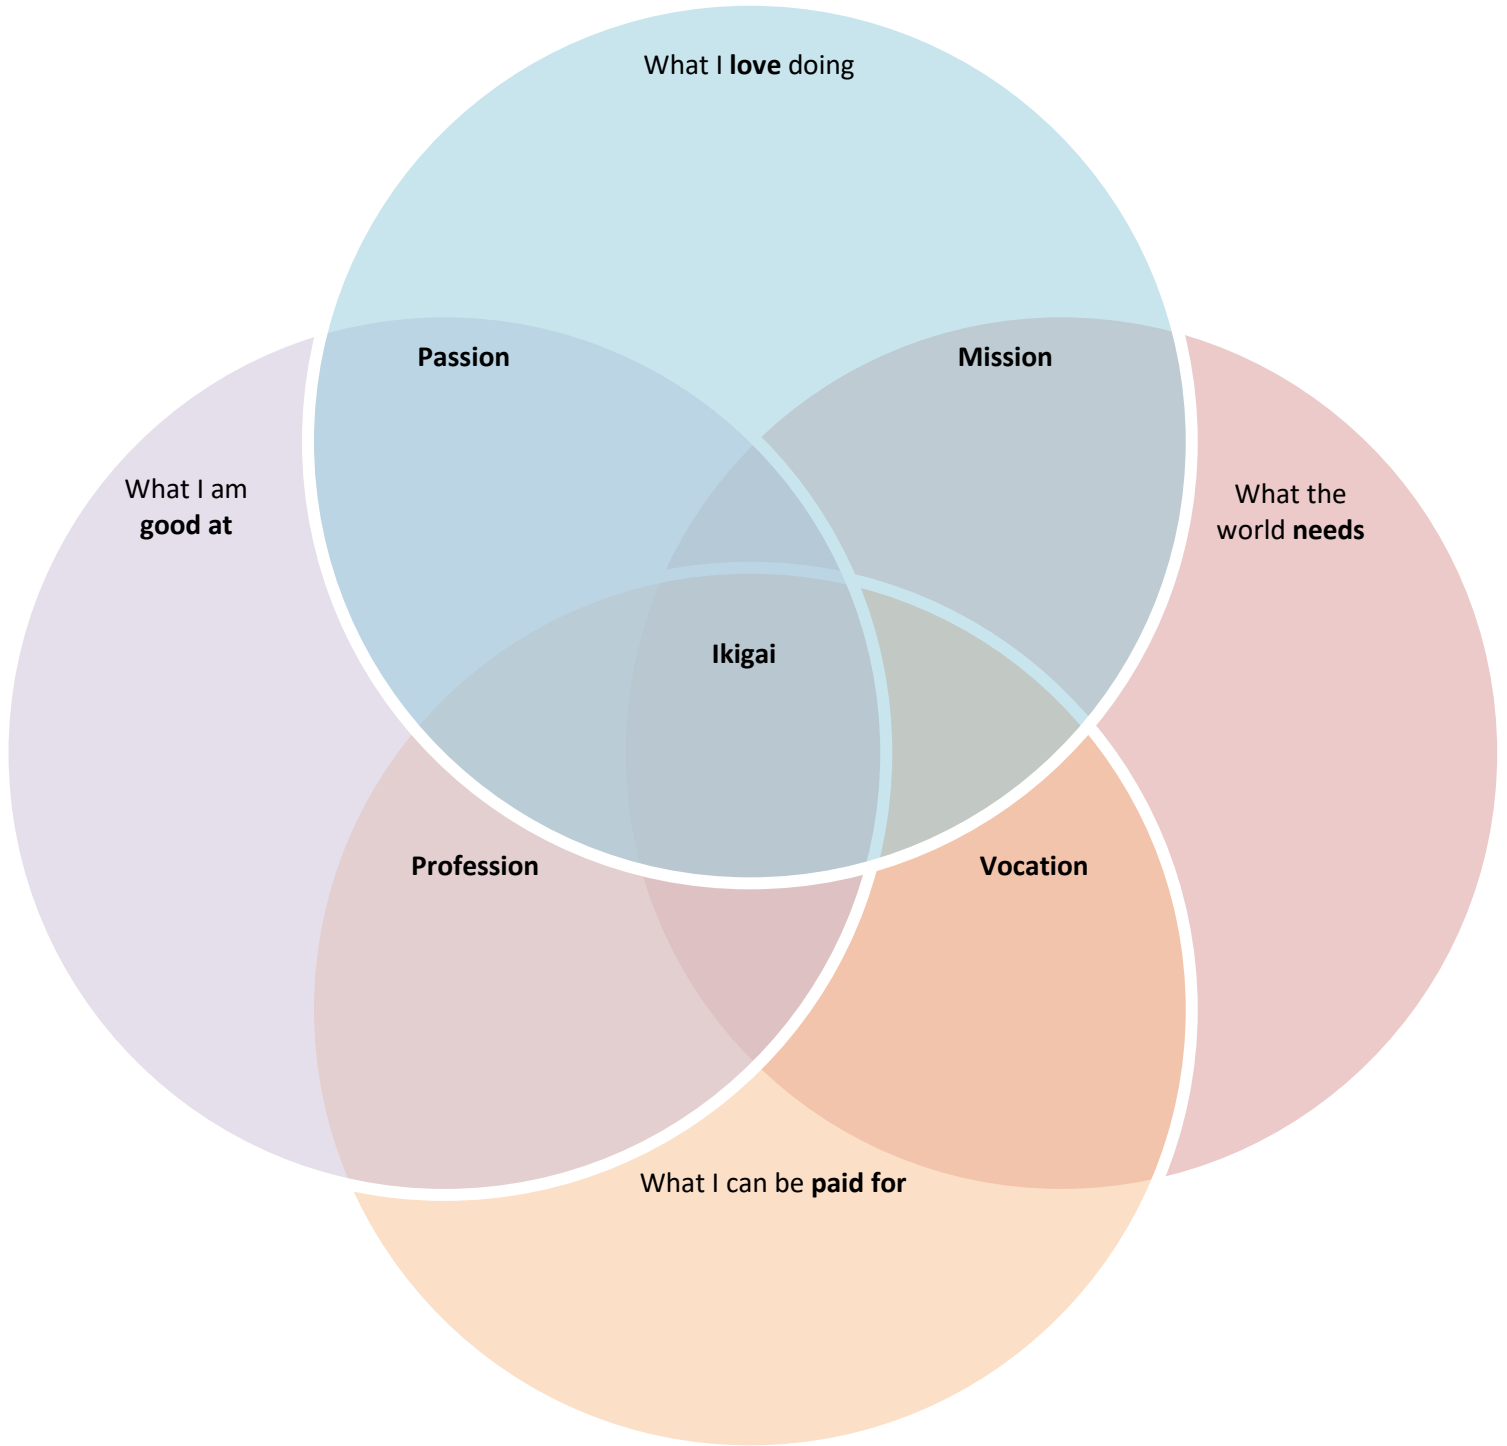 What I love doing
Passion
Mission
What I am
good at
What the
world needs
Ikigai
Profession
Vocation
What I can be paid for